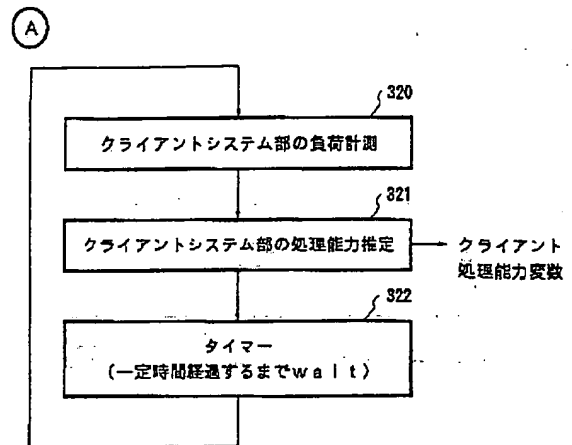 A
320
クライアントシステム部の負荷計測
321
クライアントシステム部の処理能力推定
クライアント
処理能力変数
322
タイマー
(一定時間経過するまでwait)